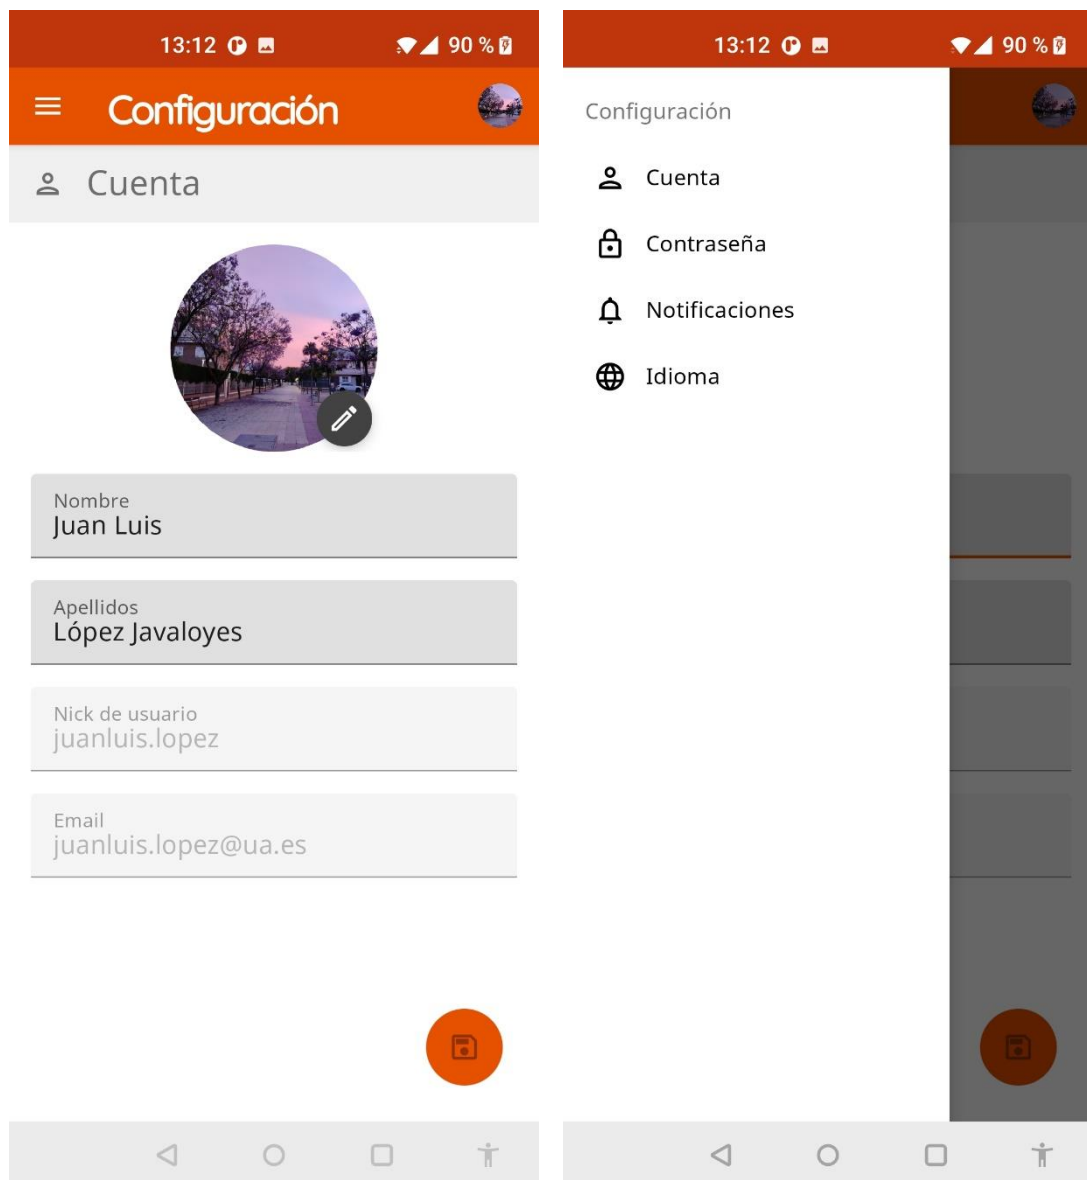 13:12
90 %
Configuración
Cuenta
Nombre
Juan Luis
Apellidos
López Javaloyes
Nick de usuario
juanluis.lopez
Email
juanluis.lopez@ua.es
13:12
90 %
Configuración
Cuenta
Contraseña
Notificaciones
Idioma